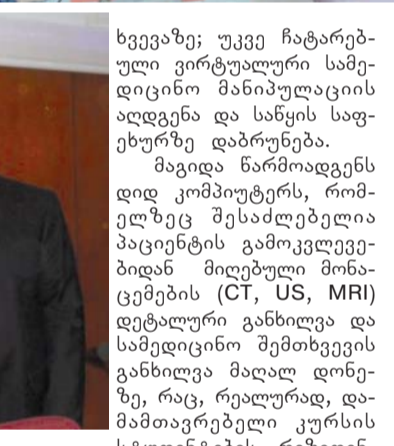 ხვევაზე; უკვე ჩატარებ-
ული ვირტუალური სამე-
დიცინო მანიპულაციის
აღდგენა და საწყის საფ-
ეხურზე დაბრუნება.
მაგიდა წარმოადგენს
დიდ კომპიუტერს, რომ-
ელზეც შესაძლებელია
პაციენტის გამოკვლევე-
ბიდან მიღებული მონა-
ცემების (CT, US, MRI)
დეტალური განხილვა და
სამედიცინო შემთხვევის
განხილვა მაღალ დონე-
ზე, რაც, რეალურად, და-
მამთავრებელი კურსის